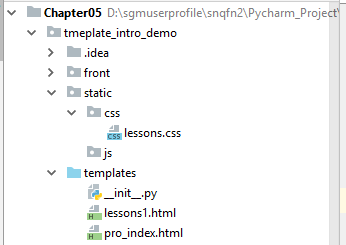 Chapter05 D:\sgmuserprofile\snqfn2\Pycharm_Project\
tmeplate_intro_demo
.idea
front
static
css
lessons.css
js
templates
__init__.py
lessons1.html
pro_index.html